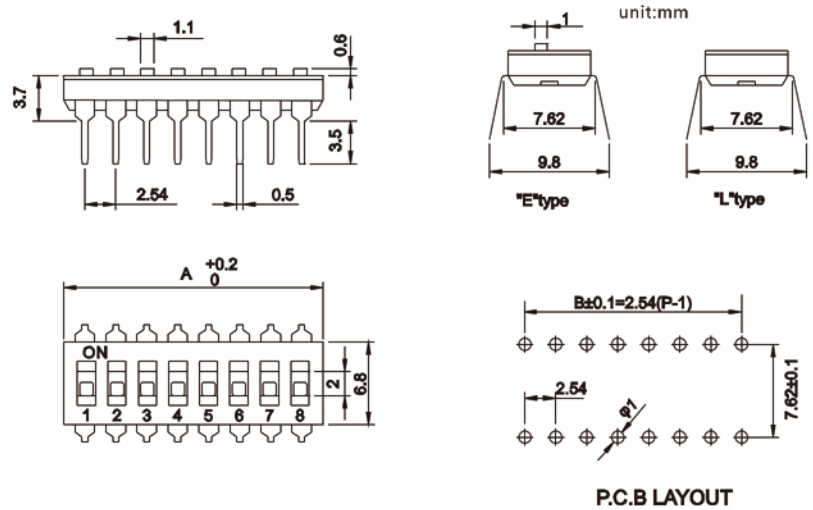 unit:mm
1.1
0.6
3.7
3.5
2.54
0.5
1
7.62
9.8
"E"type
7.62
9.8
"L"type
A +0.2
0
ON
1 2 3 4 5 6 7 8
2
6.8
B±0.1=2.54(P-1)
2.54
φ1
7.62±0.1
P.C.B LAYOUT